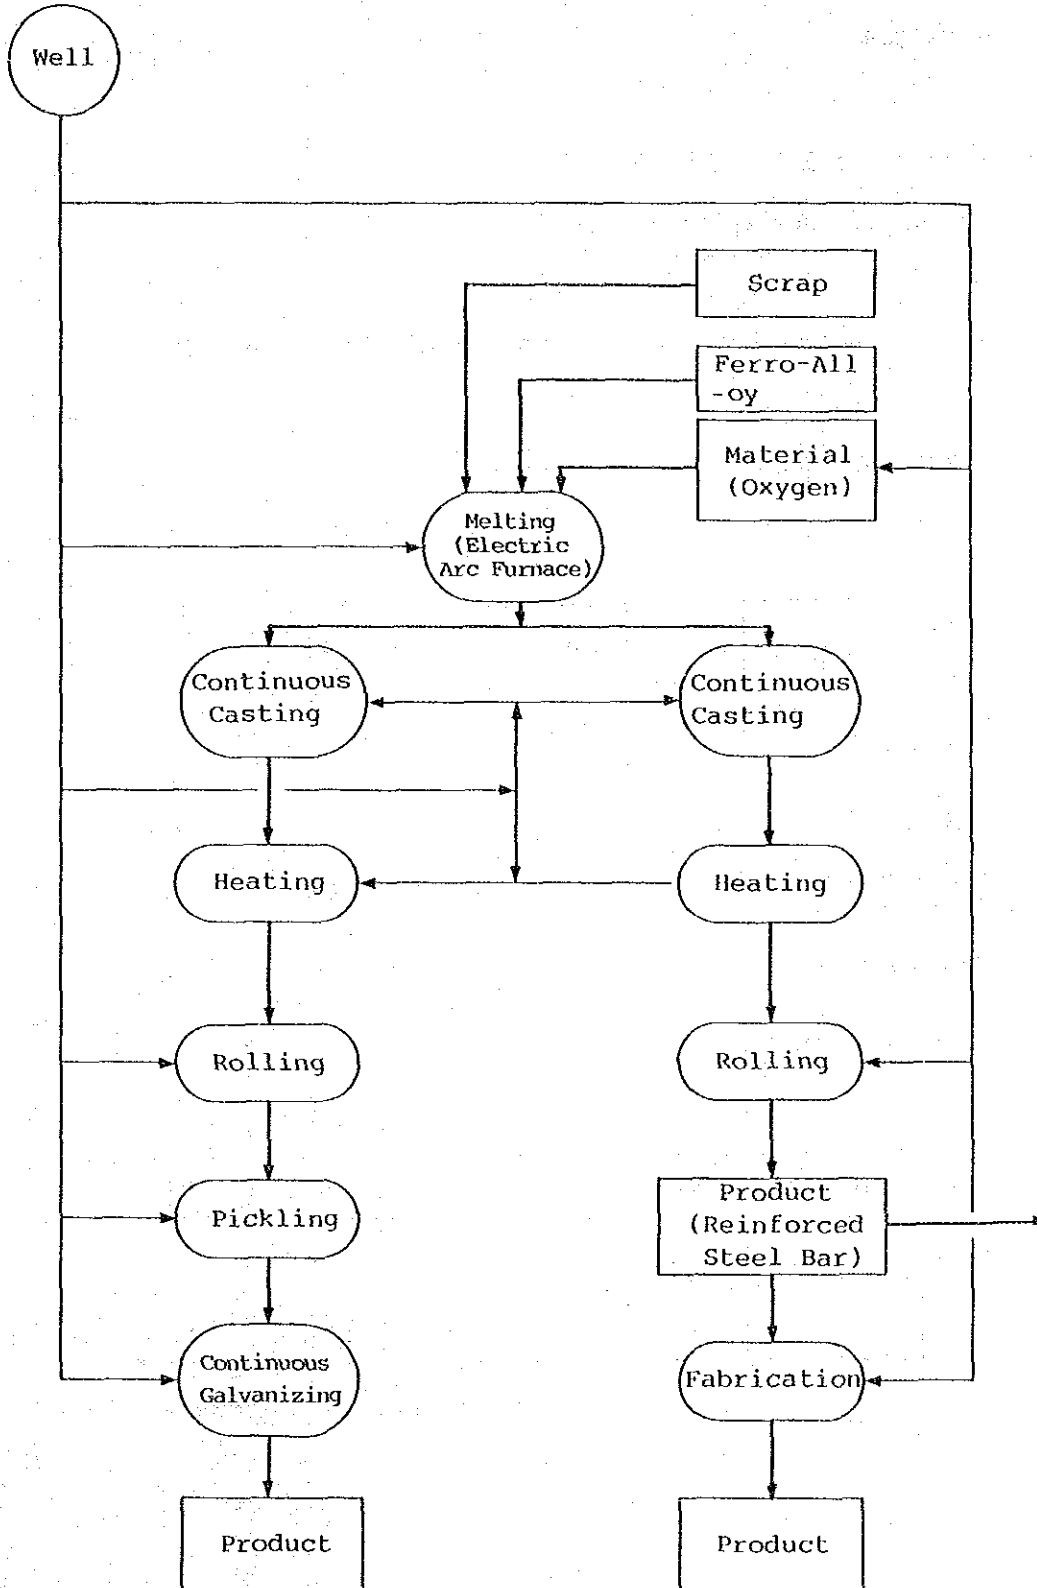 Well
Scrap
Ferro-All
-oy
Material
(Oxygen)
Melting
(Electric
Arc Furnace)
Continuous
Casting
Continuous
Casting
Heating
Heating
Rolling
Rolling
Pickling
Product
(Reinforced
Steel Bar)
Continuous
Galvanizing
Fabrication
Product
Product